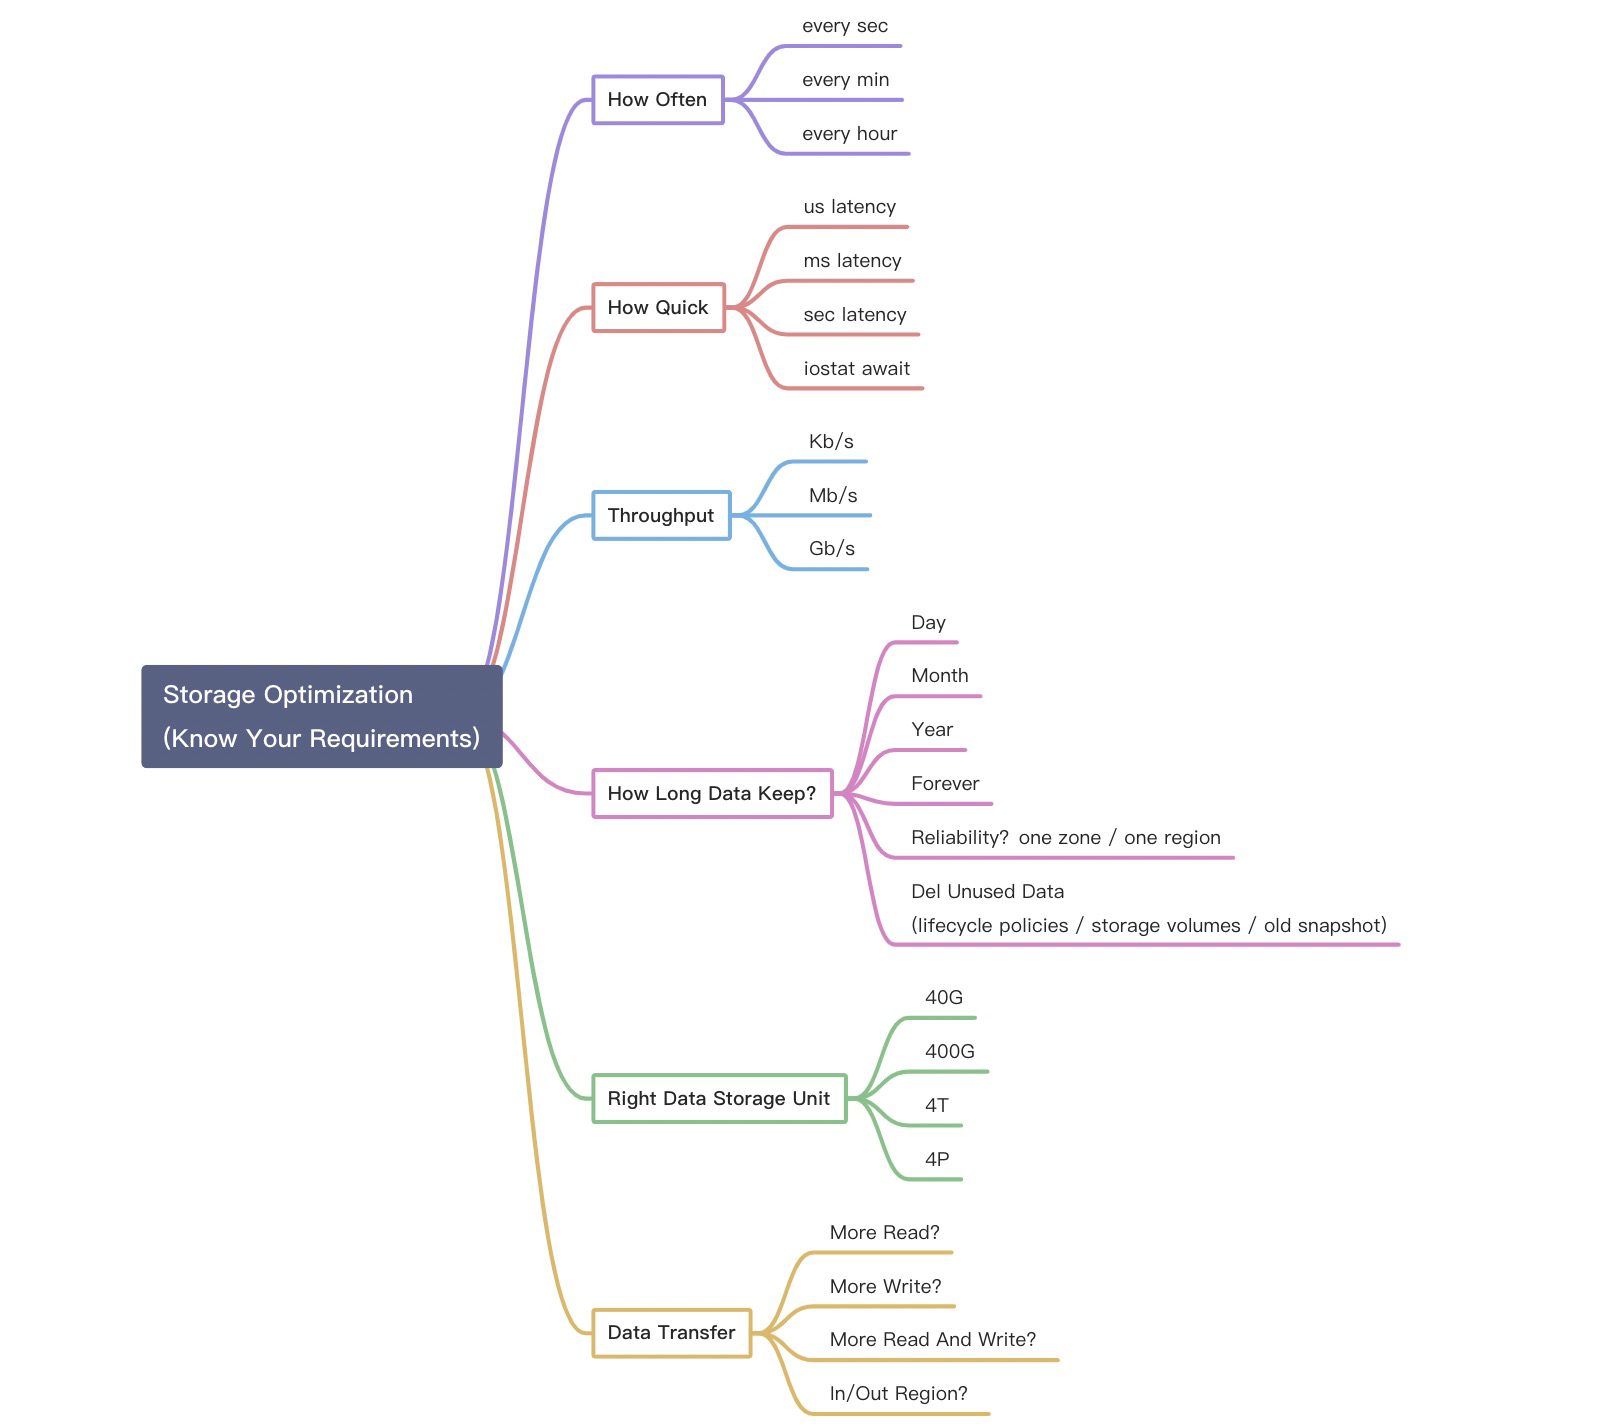 Storage Optimization
(Know Your Requirements)
How Often
every sec
every min
every hour
How Quick
us latency
ms latency
sec latency
iostat await
Throughput
Kb/s
Mb/s
Gb/s
How Long Data Keep?
Day
Month
Year
Forever
Reliability? one zone / one region
Del Unused Data
(lifecycle policies / storage volumes / old snapshot)
Right Data Storage Unit
40G
400G
4T
4P
Data Transfer
More Read?
More Write?
More Read And Write?
In/Out Region?